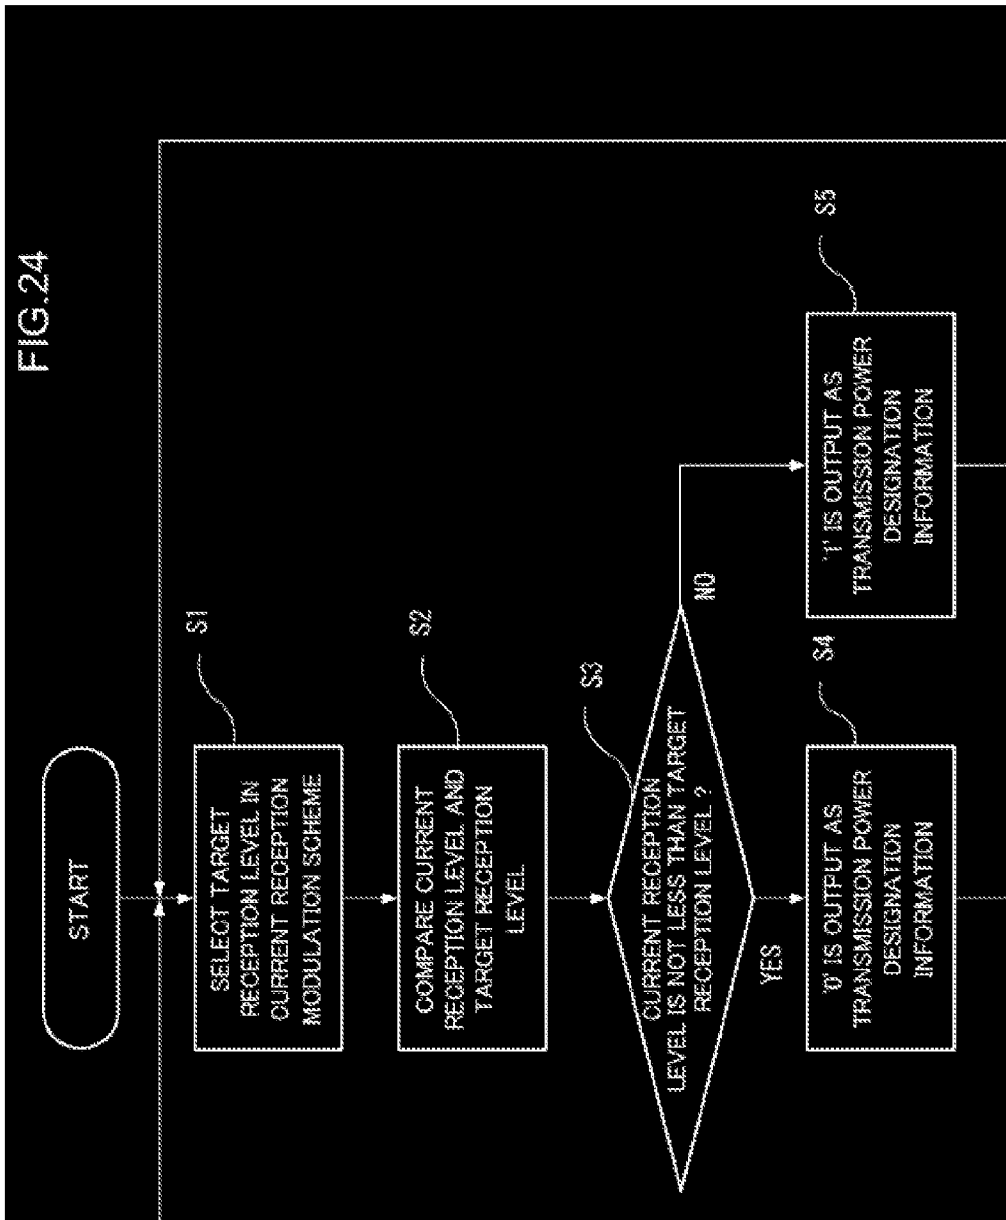 FIG.24
START
S1
SELECT TARGET
RECEPTION LEVEL IN
CURRENT RECEPTION
MODULATION SCHEME
S2
COMPARE CURRENT
RECEPTION LEVEL AND
TARGET RECEPTION
LEVEL
S3
CURRENT RECEPTION
LEVEL IS NOT LESS THAN TARGET
RECEPTION LEVEL ?
YES
NO
S4
'0' IS OUTPUT AS
TRANSMISSION POWER
DESIGNATION
INFORMATION
S5
'1' IS OUTPUT AS
TRANSMISSION POWER
DESIGNATION
INFORMATION